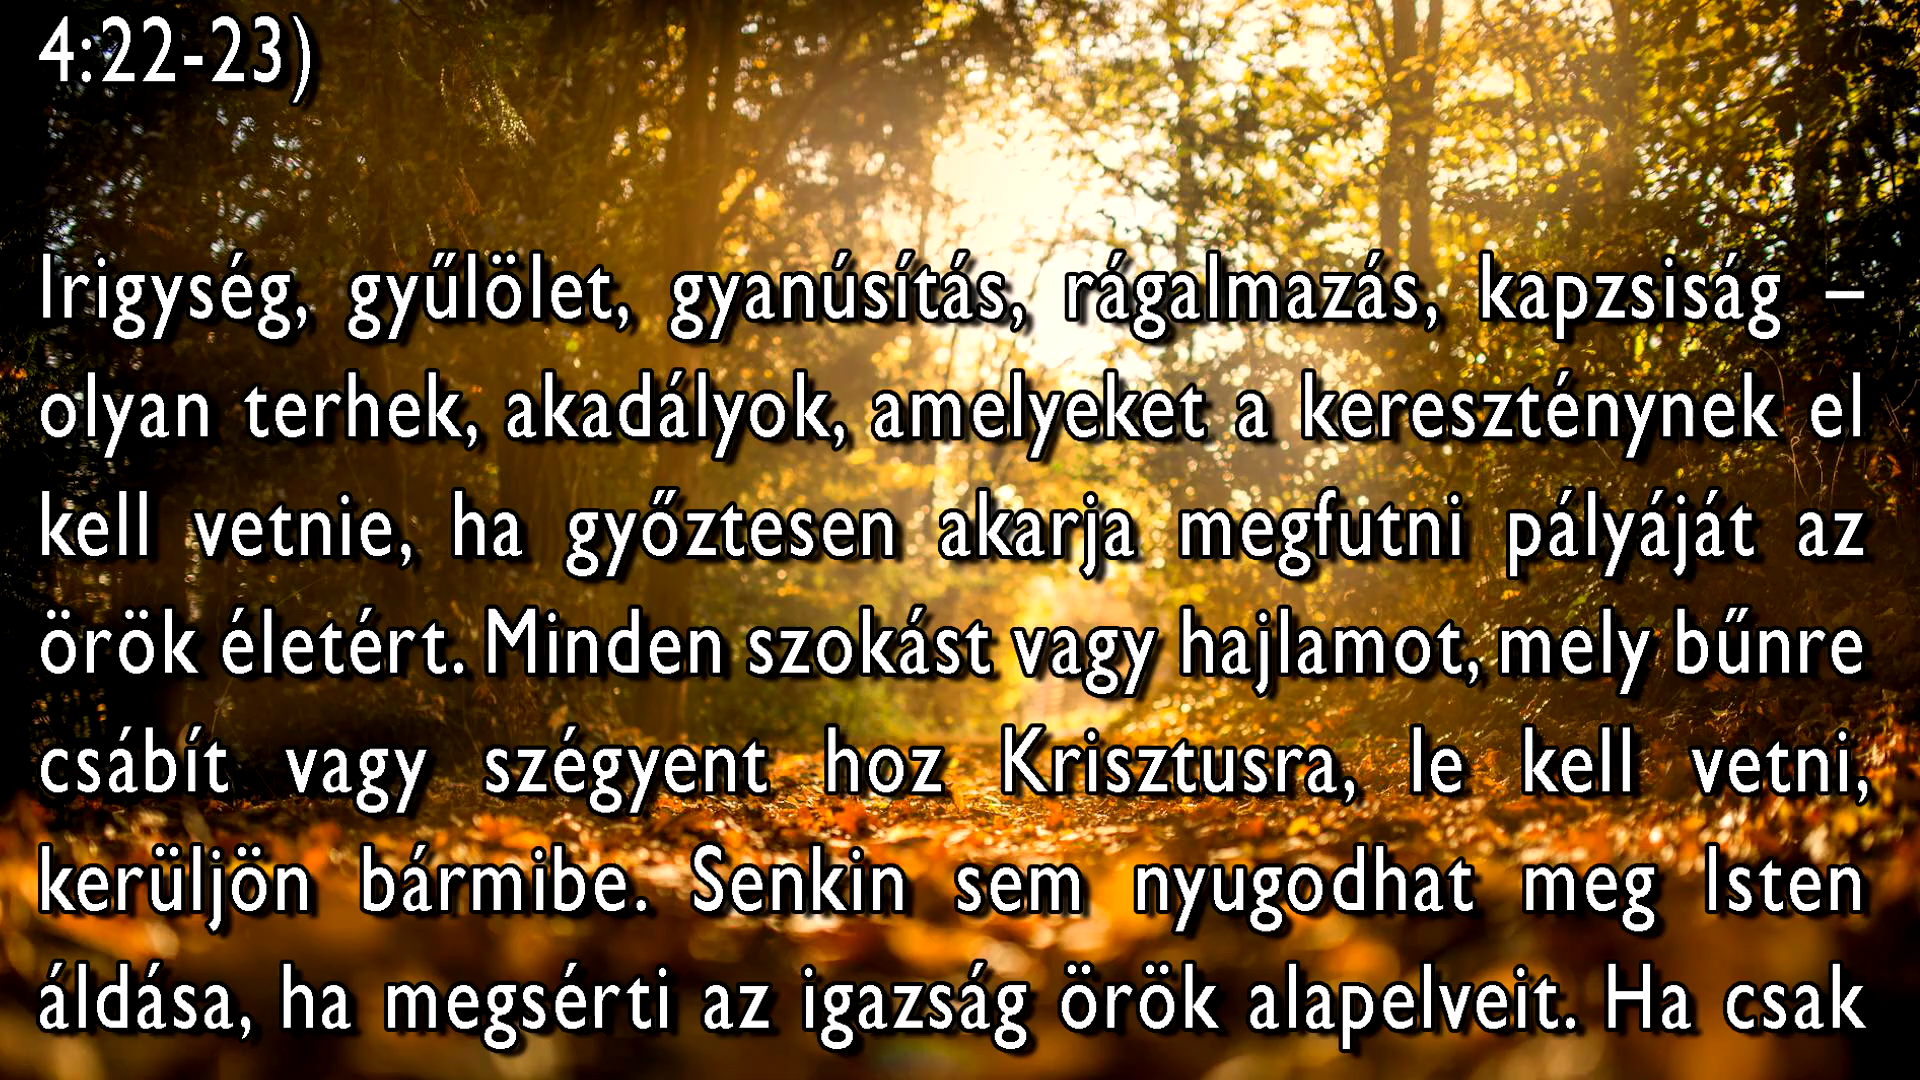 4:22-23)
Irigység, gyűlölet, gyanúsítás, rágalmazás, kapzsiság –
olyan terhek, akadályok, amelyeket a kereszténynek el
kell vetnie, ha győztesen akarja megfutni pályáját az
örök életért. Minden szokást vagy hajlamot, mely bűnre
csábít vagy szégyent hoz Krisztusra, le kell vetni,
kerüljön bármibe. Senkin sem nyugodhat meg Isten
áldása, ha megsérti az igazság örök alapelveit. Ha csak